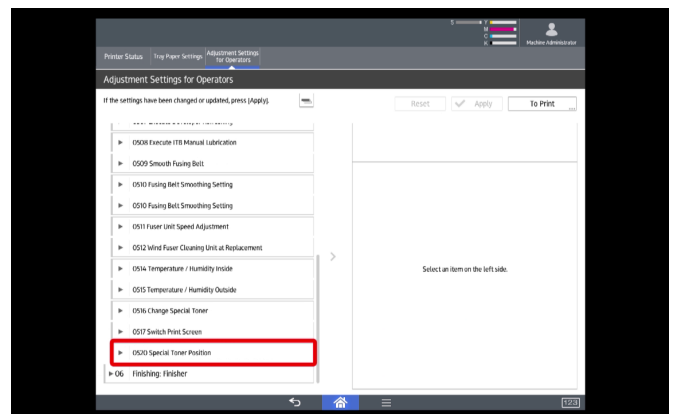 S
Y
M
C
K
Machine Administrator
Printer Status
Tray Paper Settings
Adjustment Settings
for Operators
Adjustment Settings for Operators
If the settings have been changed or updated, press [Apply].
Reset
Apply
To Print
0508 Execute ITB Manual Lubrication
0509 Smooth Fusing Belt
0510 Fusing Belt Smoothing Setting
0510 Fusing Belt Smoothing Setting
0511 Fuser Unit Speed Adjustment
0512 Wind Fuser Cleaning Unit at Replacement
0514 Temperature / Humidity Inside
Select an item on the left side.
0515 Temperature / Humidity Outside
0516 Change Special Toner
0517 Switch Print Screen
0520 Special Toner Position
06 Finishing: Finisher
123